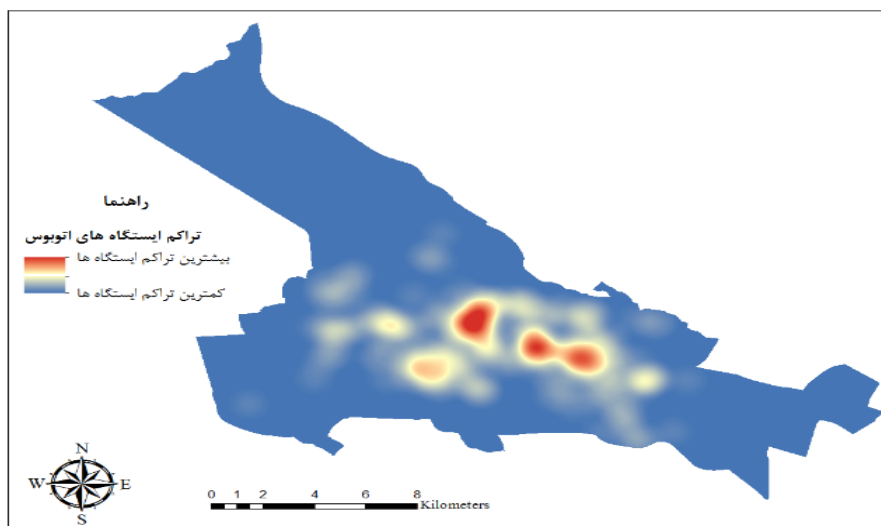 راهنما
تراکم ایستگاه های اتوبوس
بیشترین تراکم ایستگاه ها
کمترین تراکم ایستگاه ها
N
W E
S
0 1 2 4 6 8
Kilometers